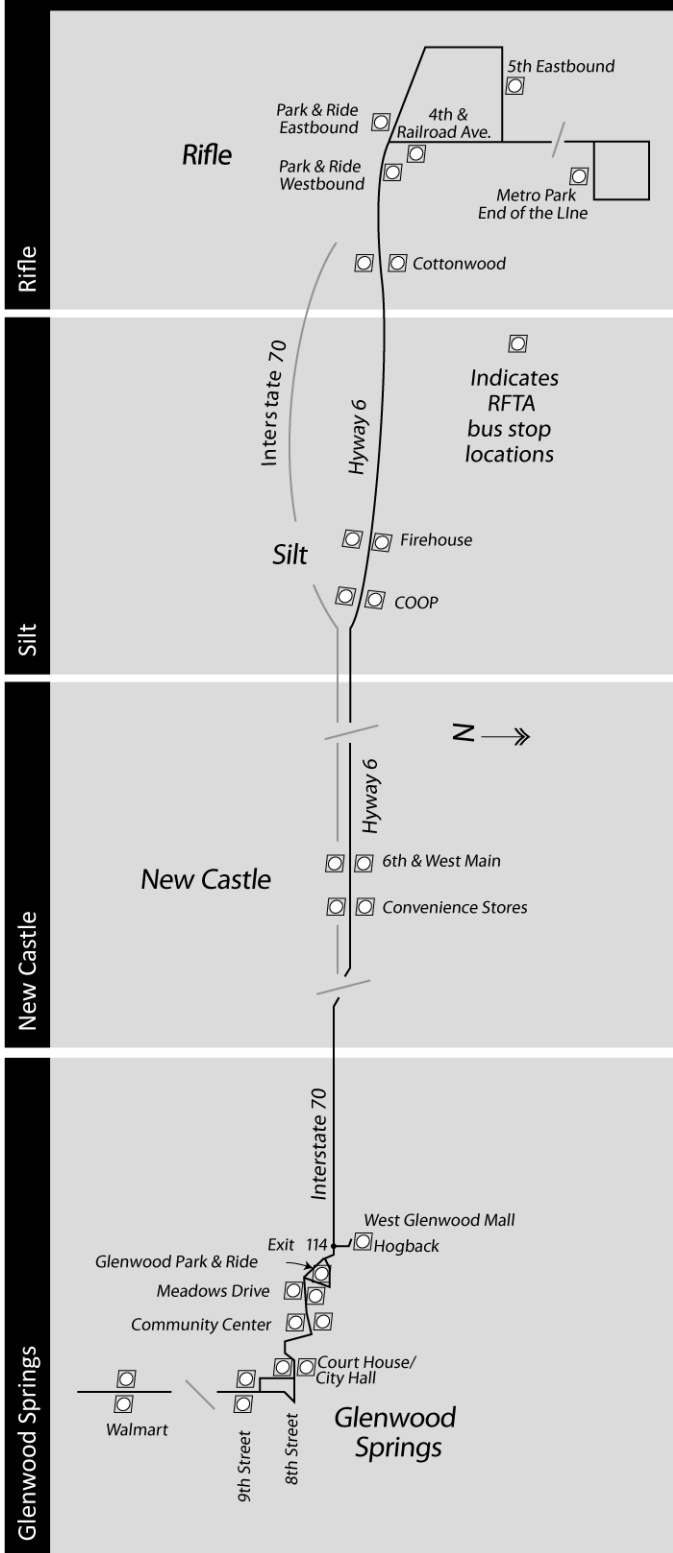 Rifle
5th Eastbound
Park & Ride
Eastbound
4th &
Railroad Ave.
Rifle
Park & Ride
Westbound
Metro Park
End of the LIne
Cottonwood
Silt
Interstate 70
Indicates
RFTA
bus stop
locations
Hyway 6
Firehouse
Silt
COOP
New Castle
N
Hyway 6
6th & West Main
New Castle
Convenience Stores
Glenwood Springs
Interstate 70
West Glenwood Mall
Exit 114
Hogback
Glenwood Park & Ride
Meadows Drive
Community Center
Court House/
City Hall
Glenwood
Springs
Walmart
9th Street
8th Street